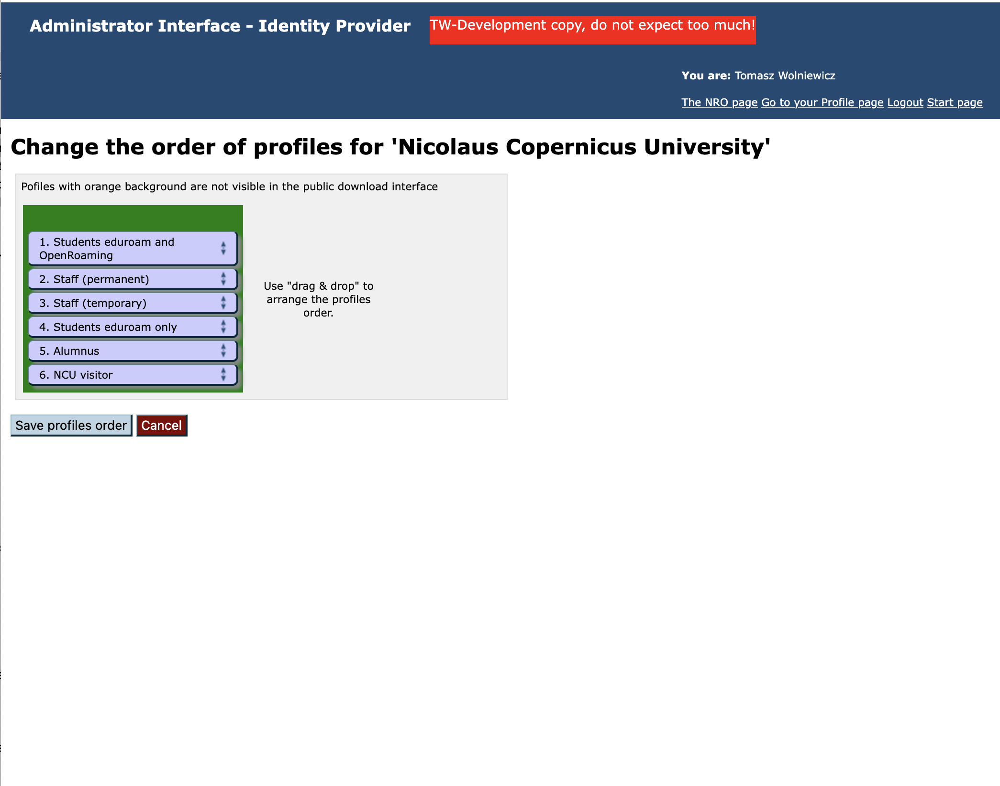 Administrator Interface - Identity Provider
TW-Development copy, do not expect too much!
You are: Tomasz Wolniewicz
The NRO page Go to your Profile page Logout Start page
Change the order of profiles for 'Nicolaus Copernicus University'
Pofiles with orange background are not visible in the public download interface
1. Students eduroam and
OpenRoaming
2. Staff (permanent)
3. Staff (temporary)
4. Students eduroam only
5. Alumnus
6. NCU visitor
Use "drag & drop" to
arrange the profiles
order.
Save profiles order
Cancel